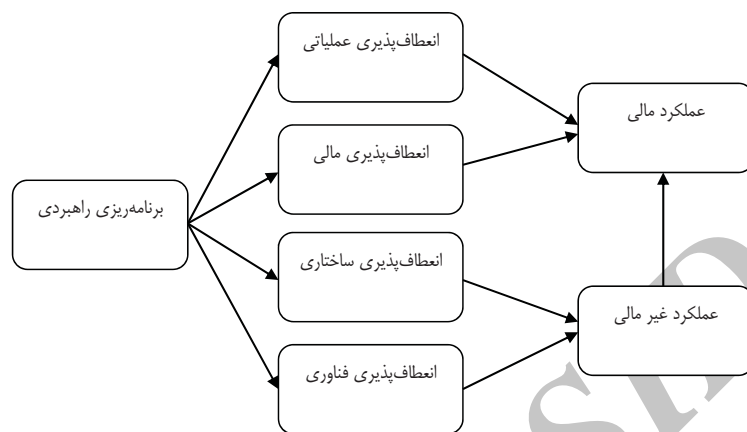 انعطاف‌پذیری عملیاتی
عملکرد مالی
انعطاف‌پذیری مالی
برنامه‌ریزی راهبردی
انعطاف‌پذیری ساختاری
عملکرد غیر مالی
انعطاف‌پذیری فناوری